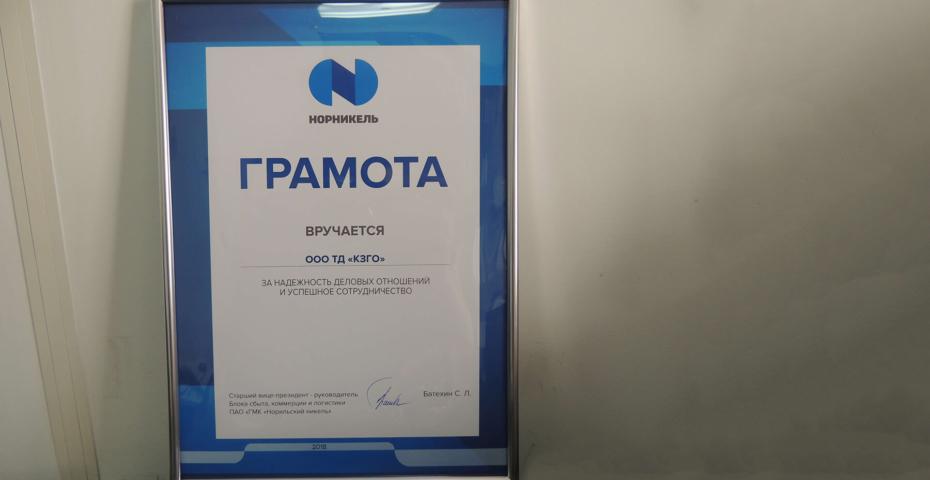 НОРНИКЕЛЬ
ГРАМОТА
ВРУЧАЕТСЯ
ООО ТД «КЗГО»
ЗА НАДЕЖНОСТЬ ДЕЛОВЫХ ОТНОШЕНИЙ
И УСПЕШНОЕ СОТРУДНИЧЕСТВО
Старший вице-президент - руководитель
Блока сбыта, коммерции и логистики
ПАО «ГМК «Норильский никель»
Батехин С. Л.
2018